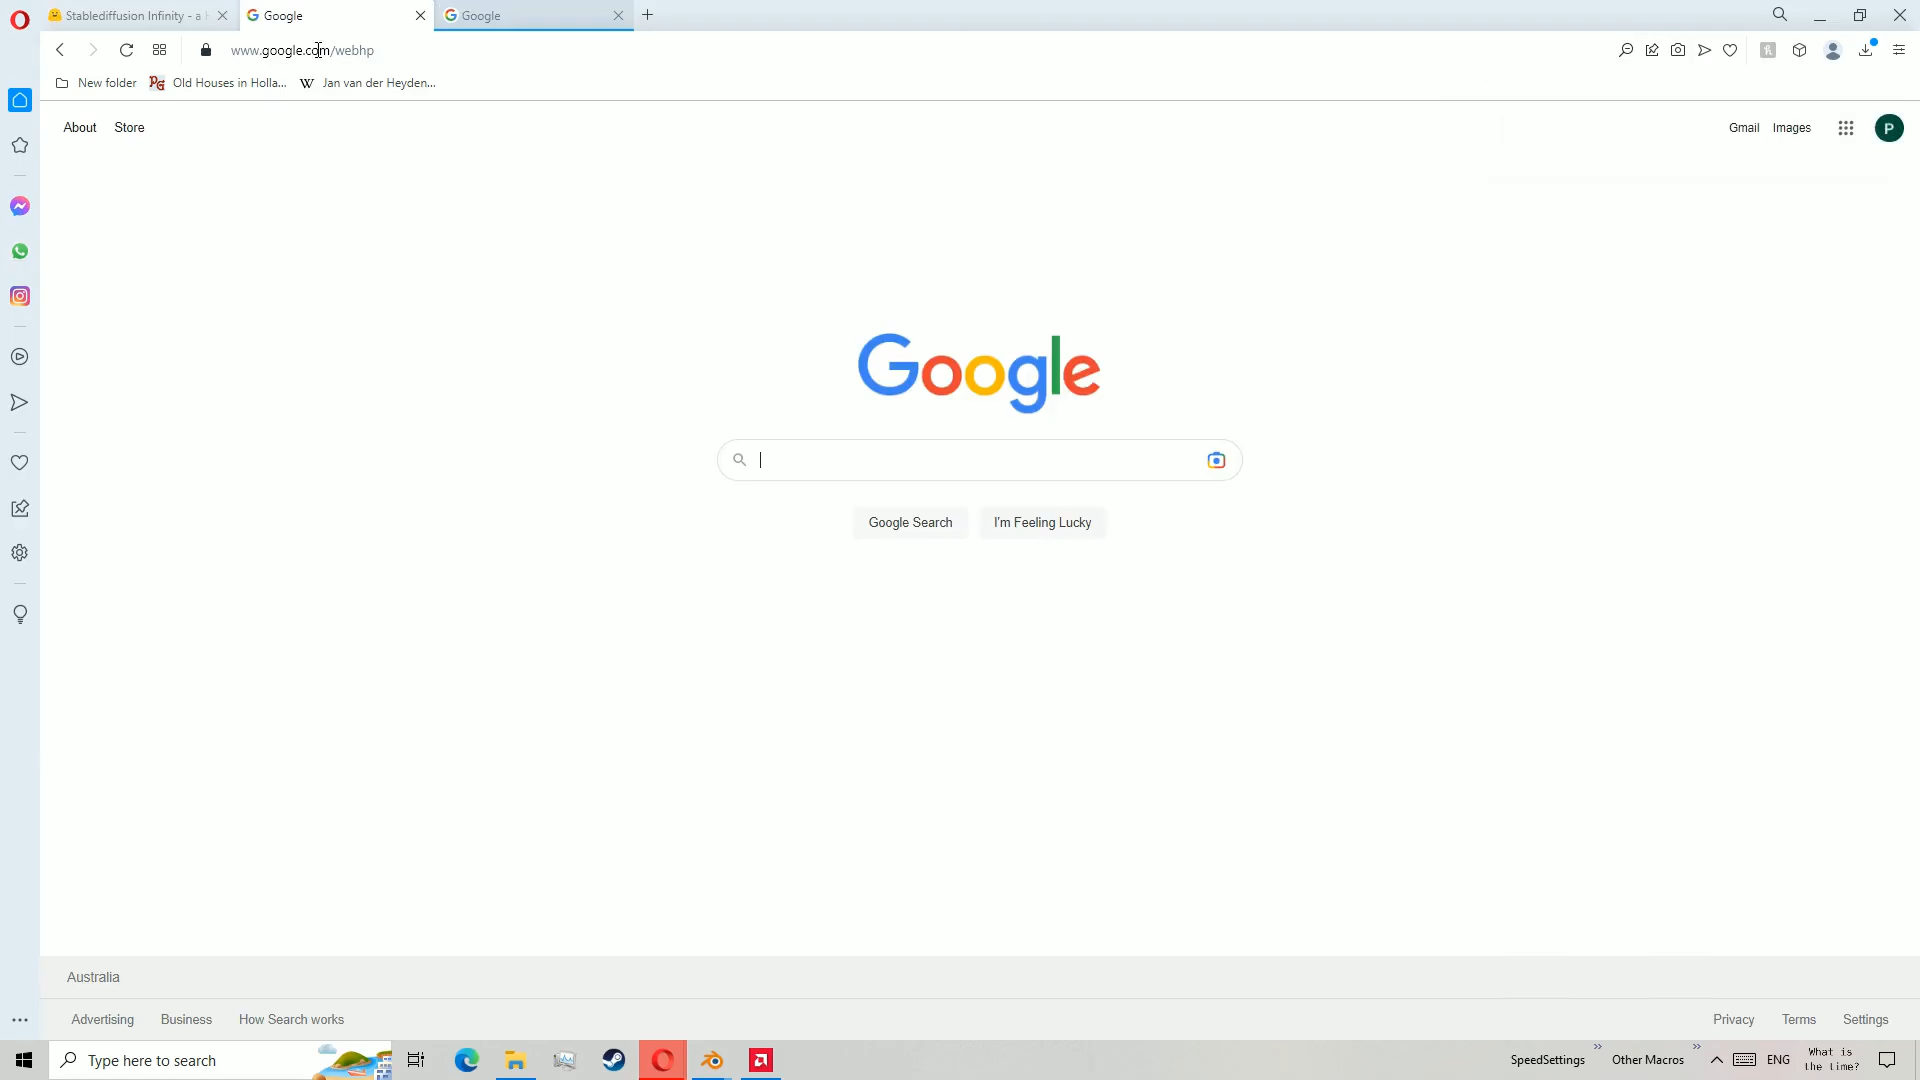 Stablediffusion Infinity - a
Google
Google
www.google.com/webhp
New folder
Old Houses in Holla...
W
Jan van der Heyden...
About
Store
Gmail
Images
P
Google
Google Search
I'm Feeling Lucky
Australia
Advertising
Business
How Search works
Privacy
Terms
Settings
Type here to search
SpeedSettings
Other Macros
ENG
What is
the time?